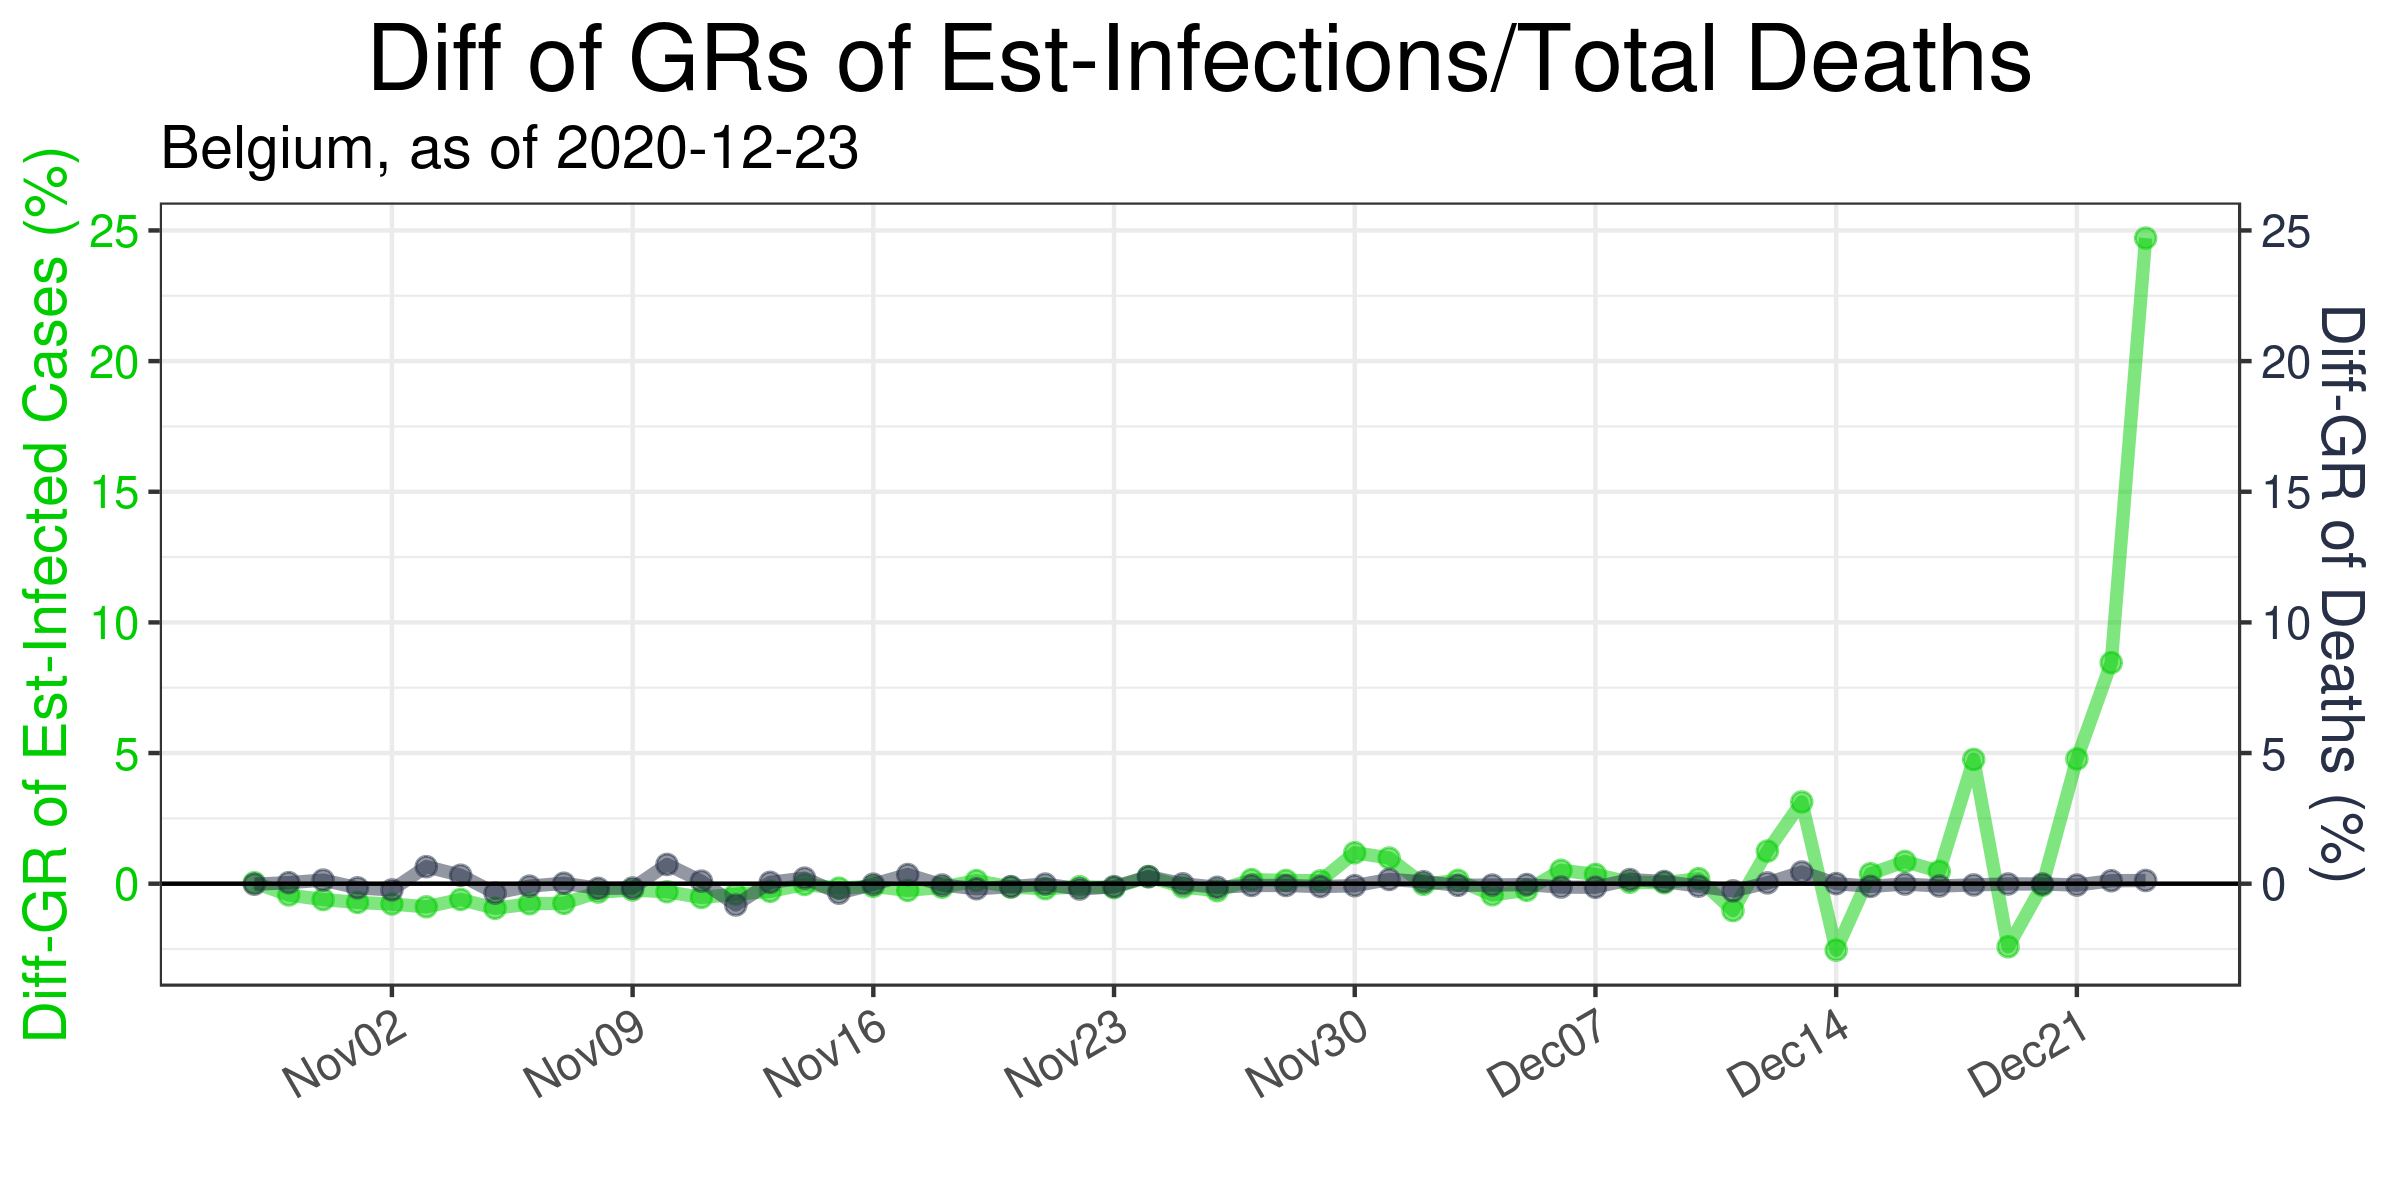 Diff of GRs of Est-Infections/Total Deaths
Belgium, as of 2020-12-23
Diff-GR of Est-Infected Cases (%)
25
20
15
10
5
0
25
20
15
10
5
0
Diff-GR of Deaths (%)
Nov02
Nov09
Nov16
Nov23
Nov30
Dec07
Dec14
Dec21